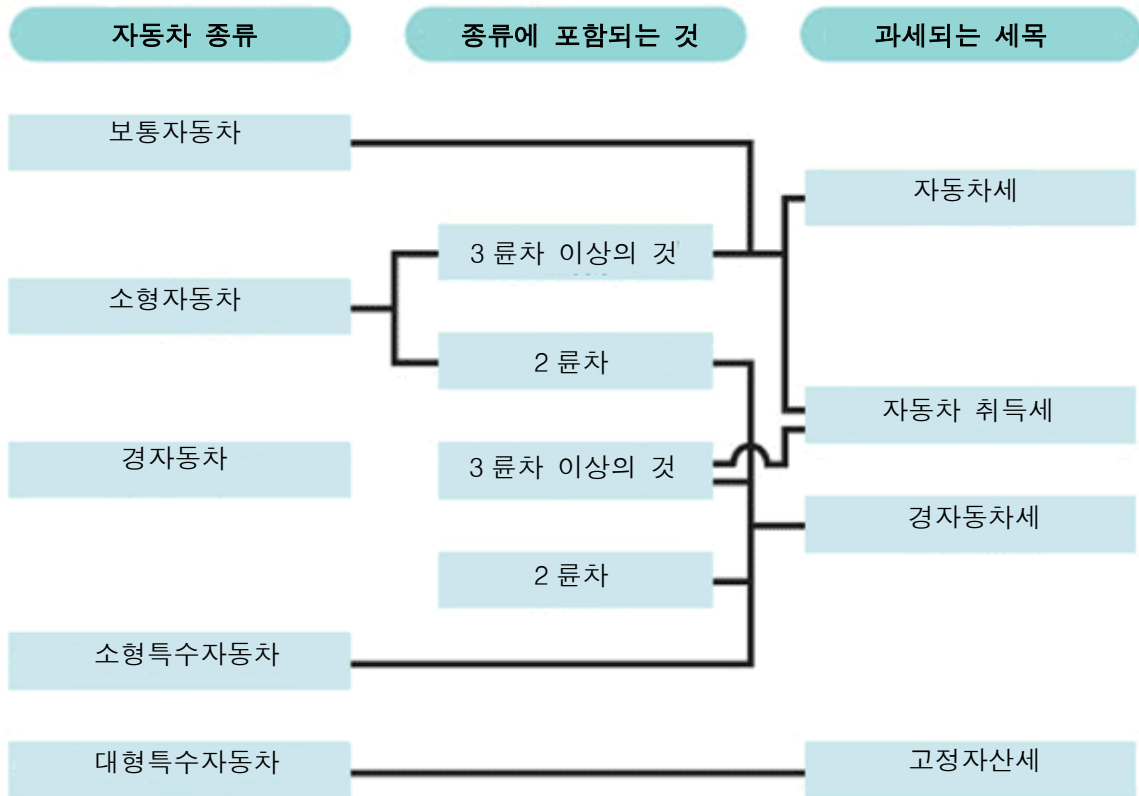 자동차 종류
종류에 포함되는 것
과세되는 세목
보통자동차
자동차세
3 륜차 이상의 것
소형자동차
2 륜차
자동차 취득세
경자동차
3 륜차 이상의 것
경자동차세
2 륜차
소형특수자동차
대형특수자동차
고정자산세